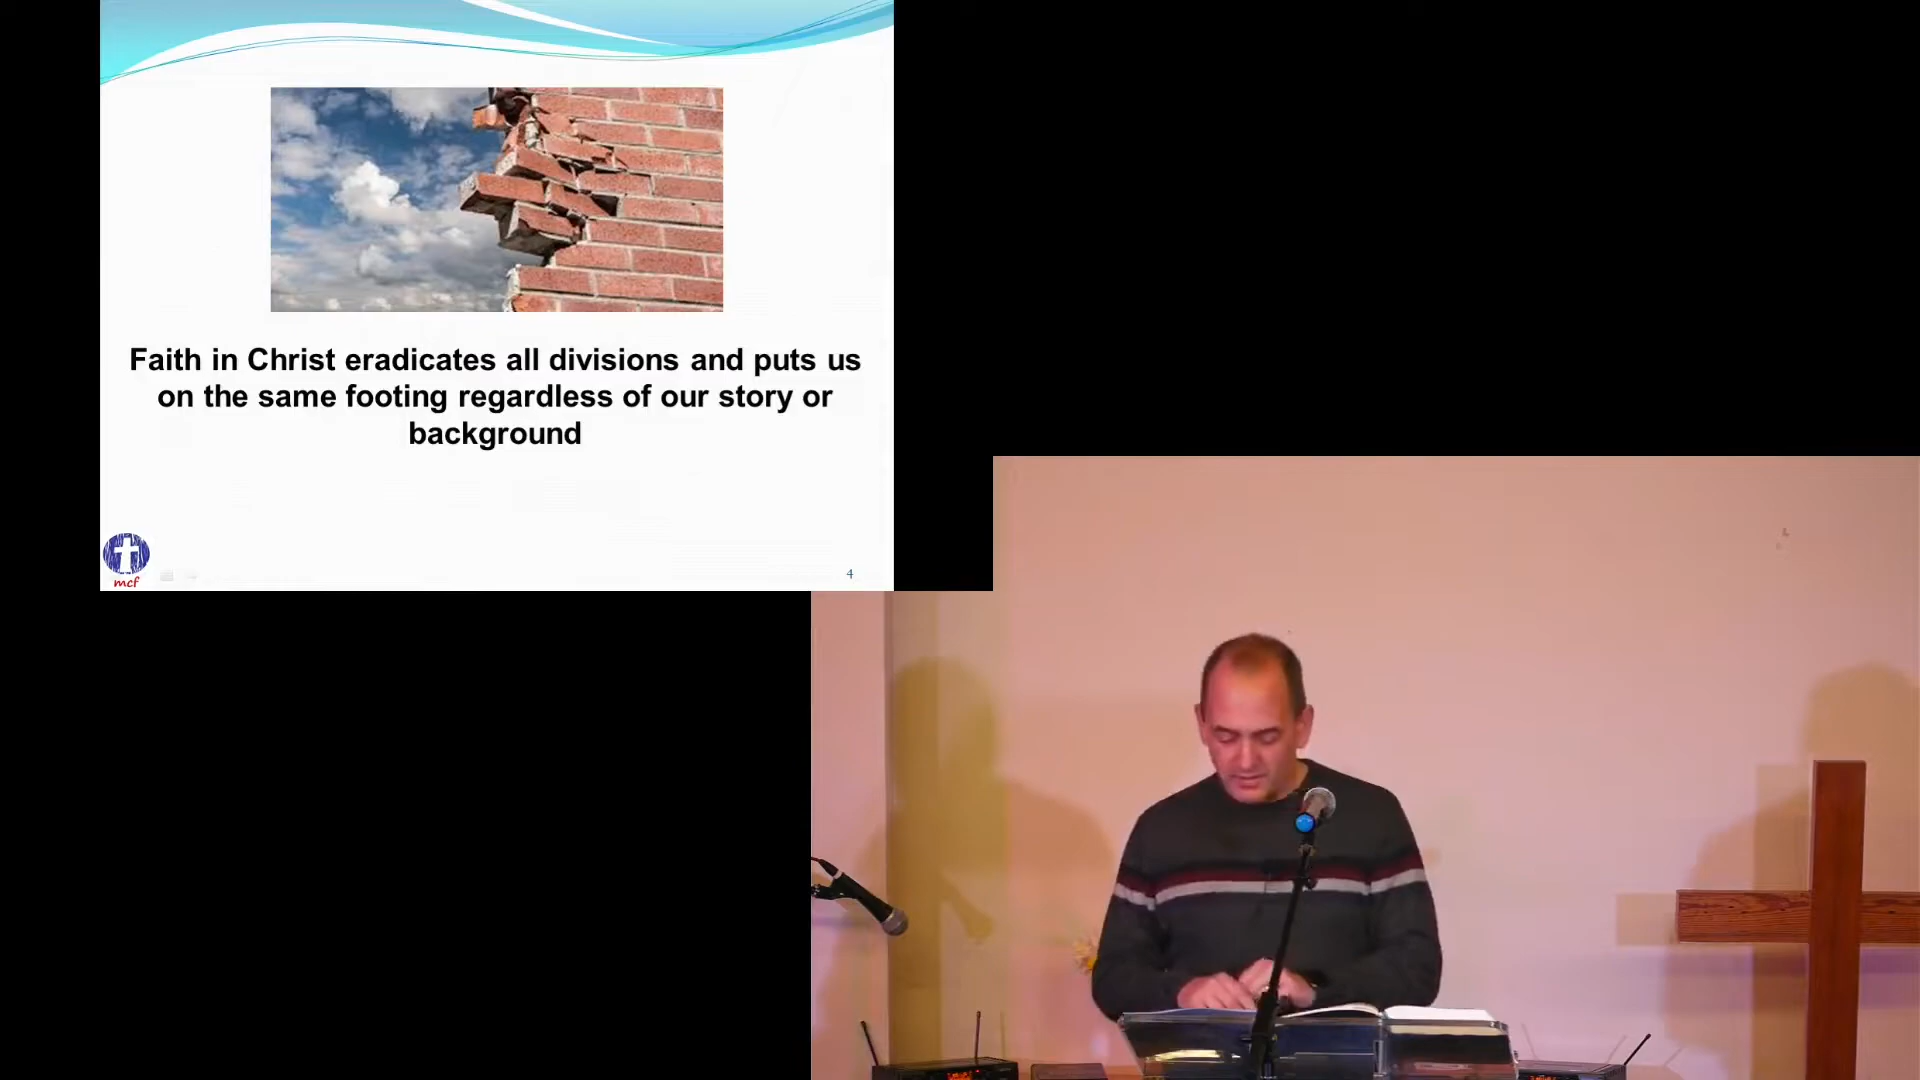 Faith in Christ eradicates all divisions and puts us
on the same footing regardless of our story or
background
mcf
4